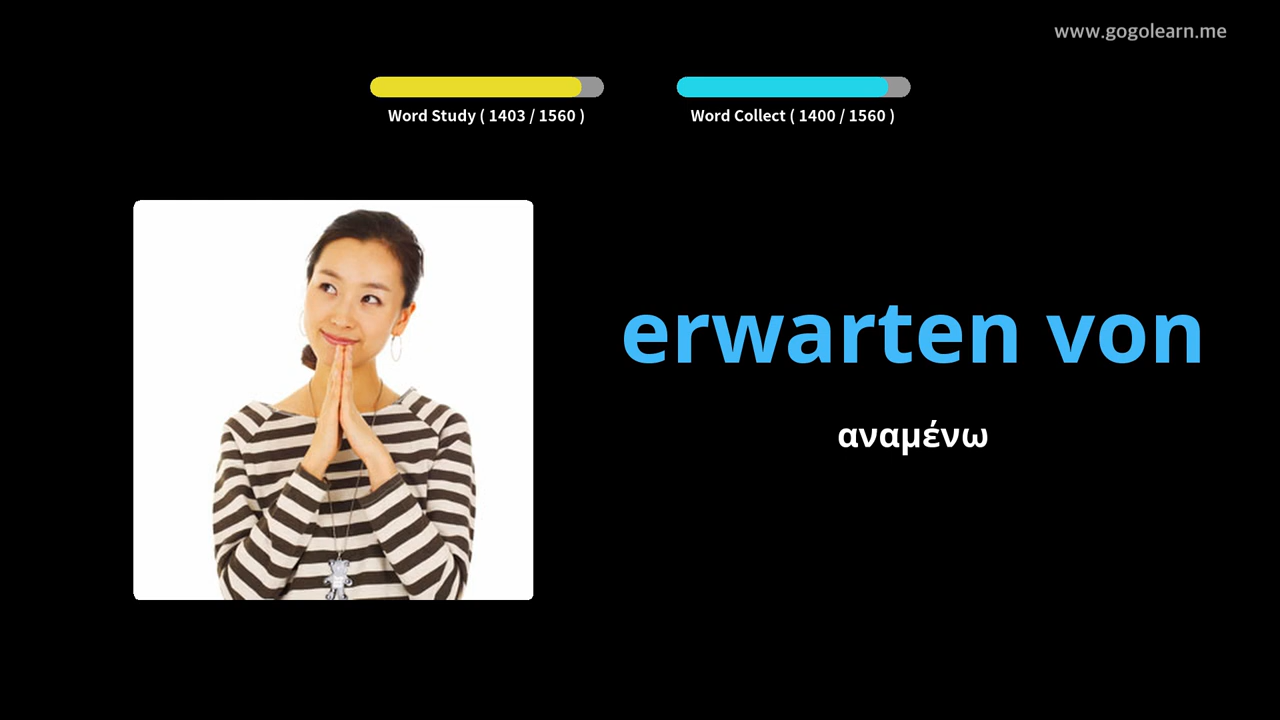 www.gogolearn.me
Word Study ( 1403 / 1560 )
Word Collect ( 1400 / 1560 )
erwarten von
αναμένω